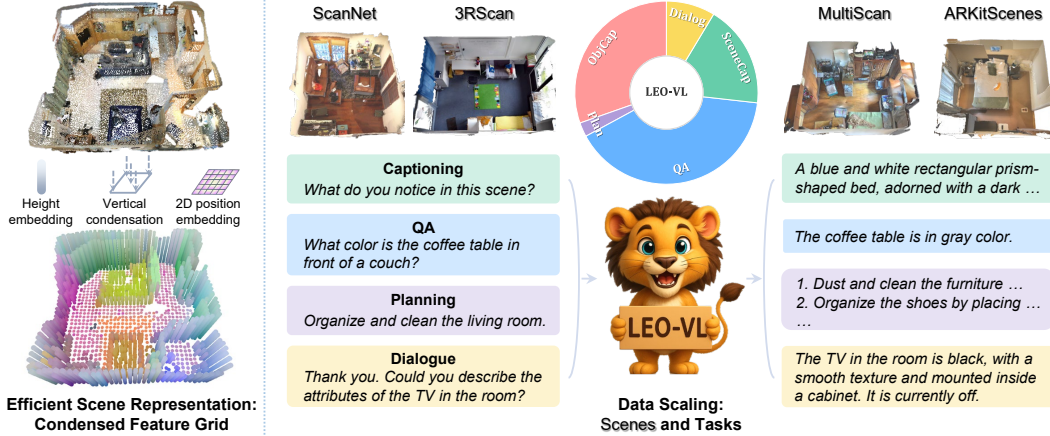 Height
embedding
Vertical
condensation
2D position
embedding
Efficient Scene Representation:
Condensed Feature Grid
ScanNet
3RScan
Dialog
SceneCap
QA
Plan
ObjCap
LEO-VL
MultiScan
ARKitScenes
Captioning
What do you notice in this scene?
QA
What color is the coffee table in
front of a couch?
Planning
Organize and clean the living room.
Dialogue
Thank you. Could you describe the
attributes of the TV in the room?
LEO-VL
Data Scaling:
Scenes and Tasks
A blue and white rectangular prism-
shaped bed, adorned with a dark …
The coffee table is in gray color.
1. Dust and clean the furniture …
2. Organize the shoes by placing …
…
The TV in the room is black, with a
smooth texture and mounted inside
a cabinet. It is currently off.